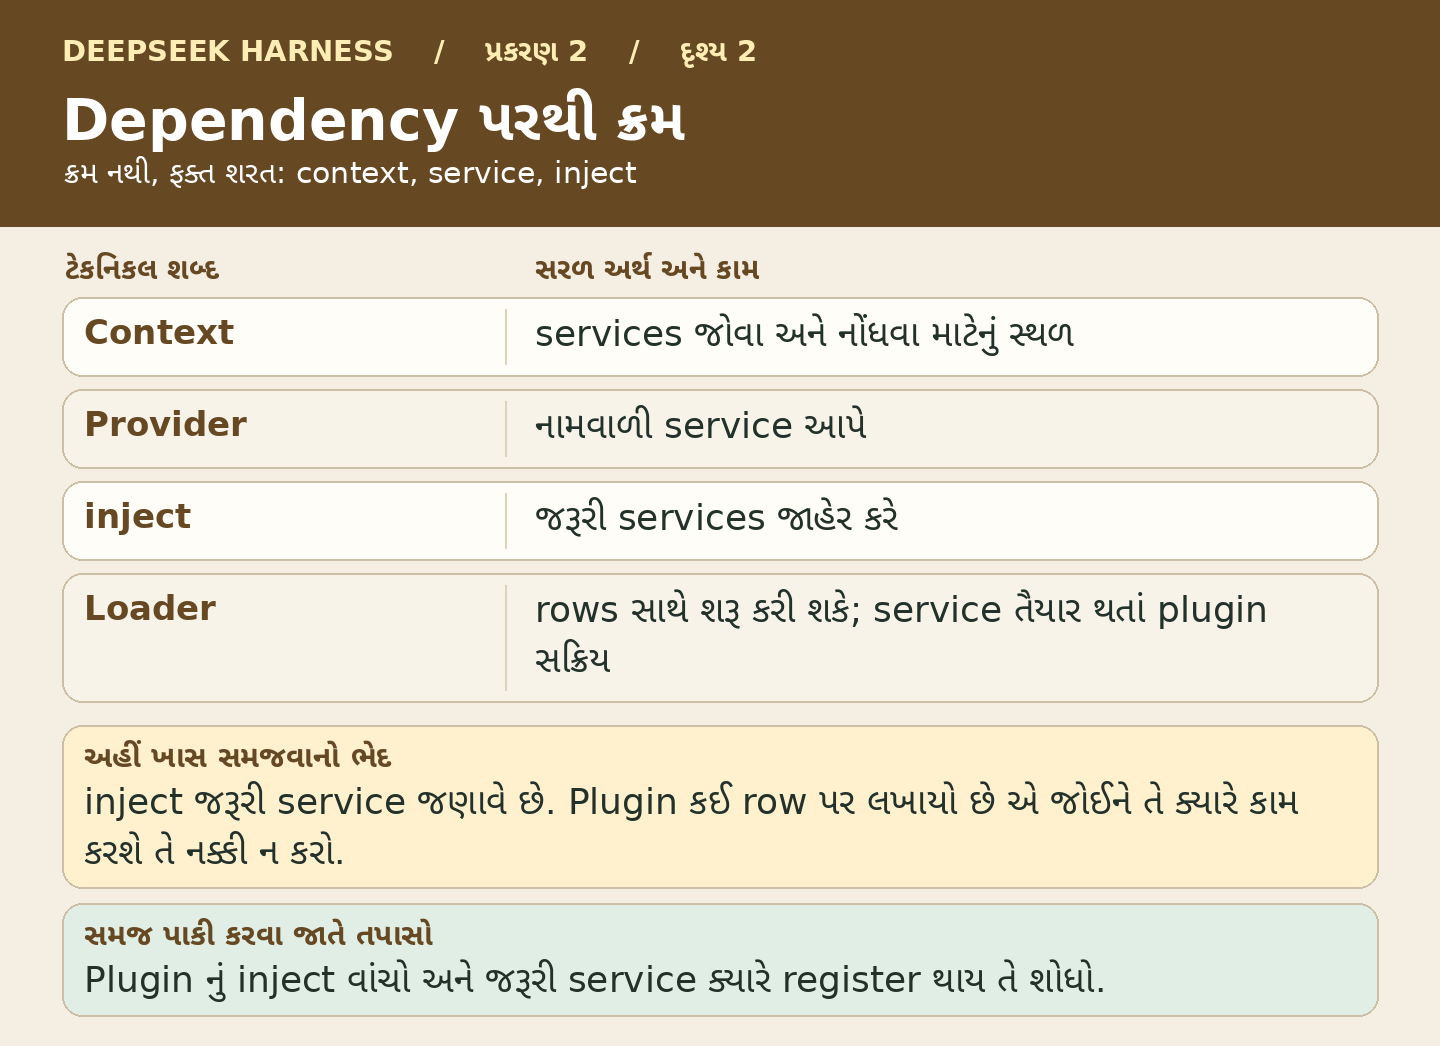 DEEPSEEK HARNESS / પ્રકરણ 2 / દૃશ્ય 2
Dependency પરથી ક્રમ
ક્રમ નથી, ફક્ત શરત: context, service, inject
ટેકનિકલ શબ્દ સરળ અર્થ અને કામ
Context services જોવા અને નોંધવા માટેનું સ્થળ
Provider નામવાળી service આપે
inject જરૂરી services જાહેર કરે
Loader rows સાથે શરૂ કરી શકે; service તૈયાર થતાં plugin
સક્રિય
અહીં ખાસ સમજવાનો ભેદ
inject જરૂરી service જણાવે છે. Plugin કઈ row પર લખાયો છે એ જોઈને તે ક્યારે કામ
કરશે તે નક્કી ન કરો.
સમજ પાકી કરવા જાતે તપાસો
Plugin નું inject વાંચો અને જરૂરી service ક્યારે register થાય તે શોધો.